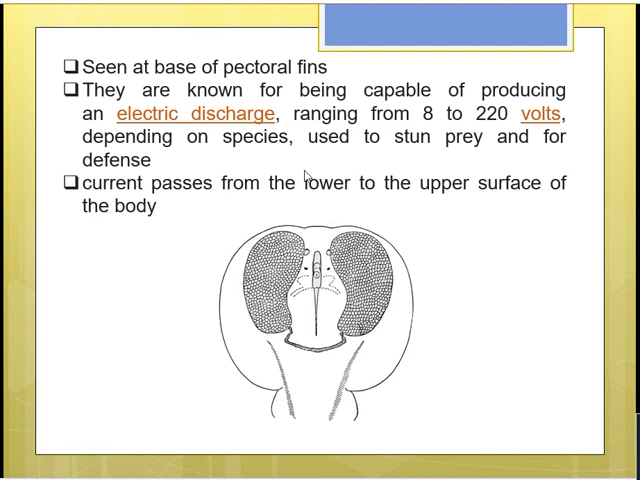 ❑Seen at base of pectoral fins
❑They are known for being capable of producing
an electric discharge, ranging from 8 to 220 volts,
depending on species, used to stun prey and for
defense
❑current passes from the lower to the upper surface of
the body